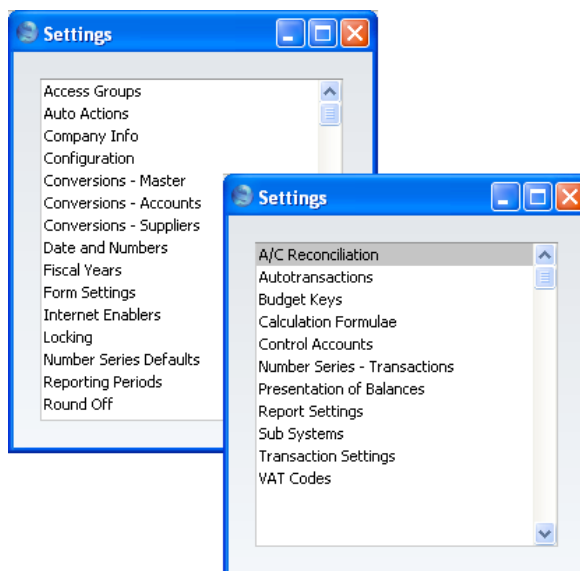 Settings
Access Groups
Auto Actions
Company Info
Configuration
Conversions - Master
Conversions - Accounts
Conversions - Suppliers
Date and Numbers
Fiscal Years
Form Settings
Internet Enablers
Locking
Number Series Defaults
Reporting Periods
Round Off
Settings
A/C Reconciliation
Autotransactions
Budget Keys
Calculation Formulae
Control Accounts
Number Series - Transactions
Presentation of Balances
Report Settings
Sub Systems
Transaction Settings
VAT Codes